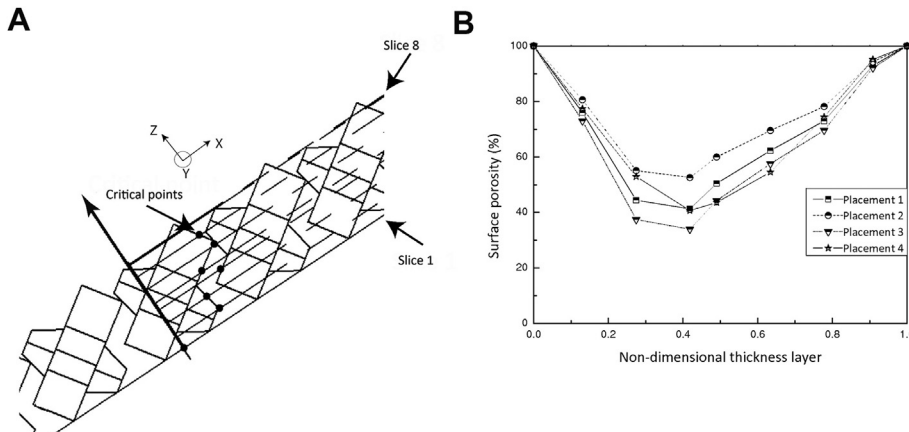 A
Slice 8
Z
X
Y
Critical points
Slice 1
B
100
80
60
40
20
0
Surface porosity (%)
Placement 1
Placement 2
Placement 3
Placement 4
0.0
0.2
0.4
0.6
0.8
1.
Non-dimensional thickness layer